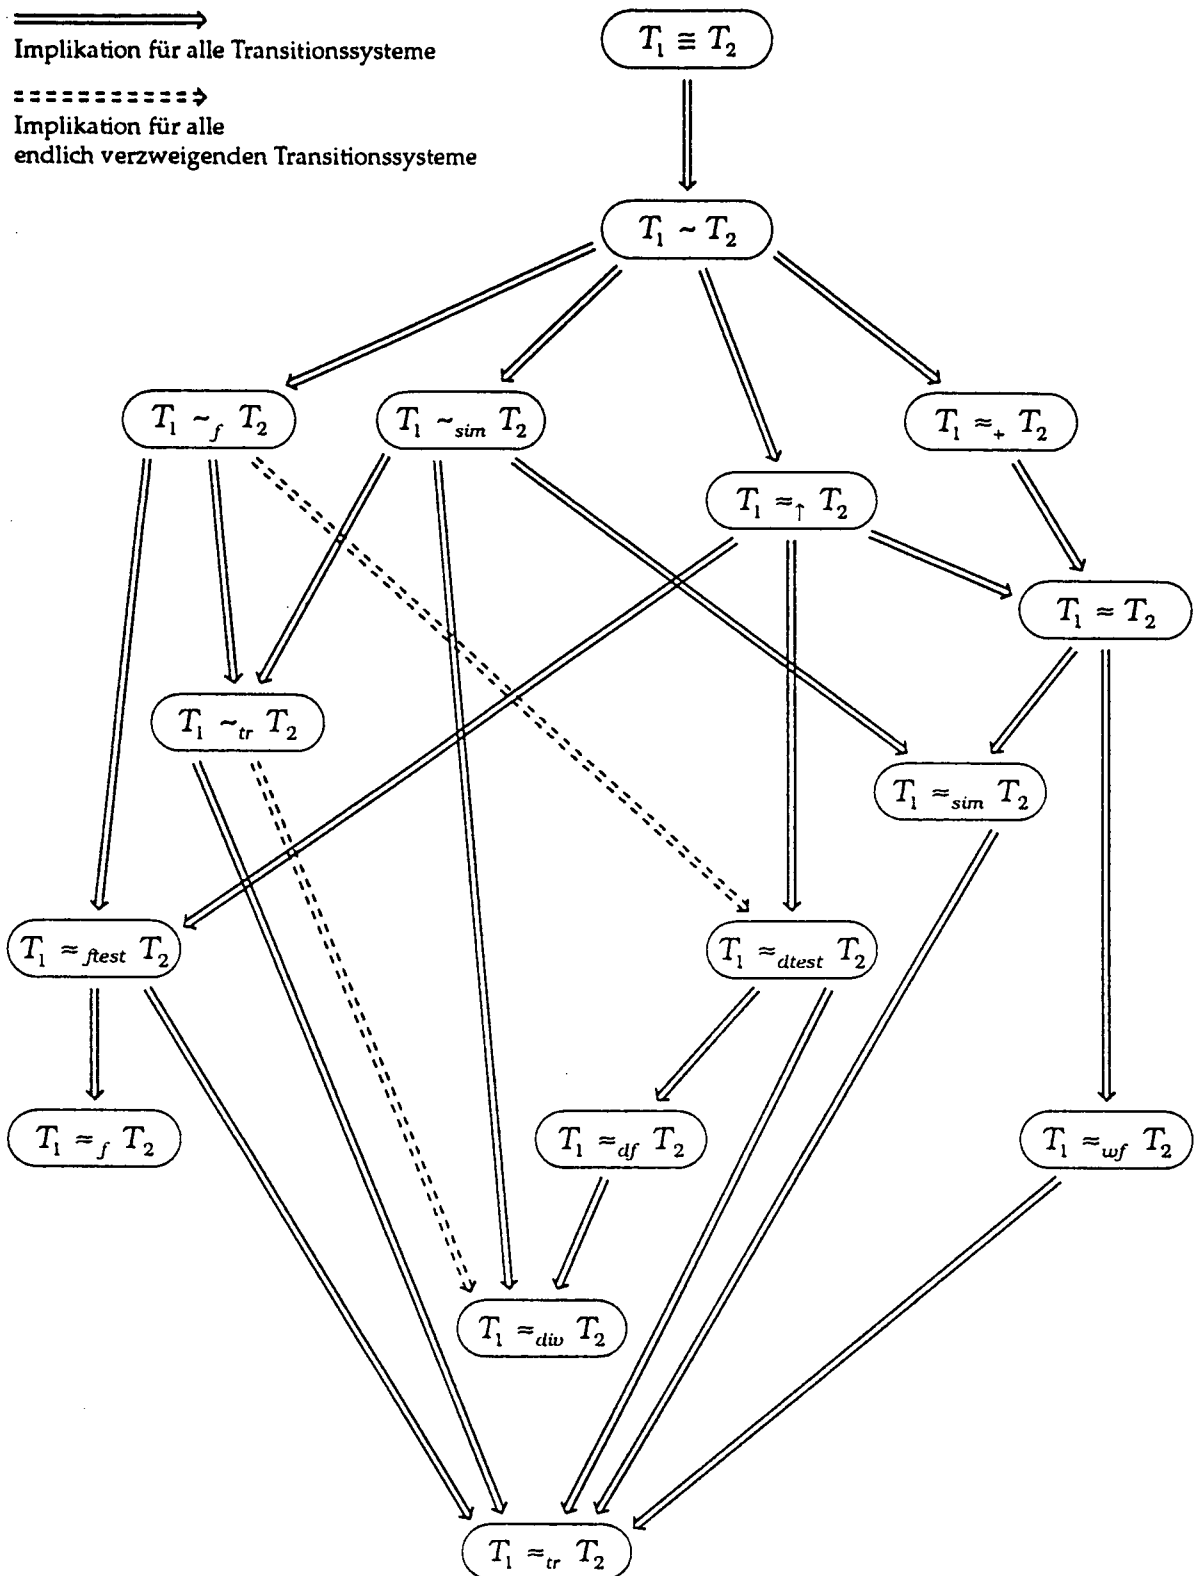 Implikation für alle Transitionssysteme
Implikation für alle
endlich verzweigenden Transitionssysteme
T₁ ≡ T₂
T₁ ~ T₂
T₁ ~f T₂
T₁ ~sim T₂
T₁ ≈₊ T₂
T₁ ≈↑ T₂
T₁ ≈ T₂
T₁ ~tr T₂
T₁ ≈sim T₂
T₁ ≈ftest T₂
T₁ ≈dtest T₂
T₁ ≈f T₂
T₁ ≈df T₂
T₁ ≈wf T₂
T₁ ≈div T₂
T₁ ≈tr T₂